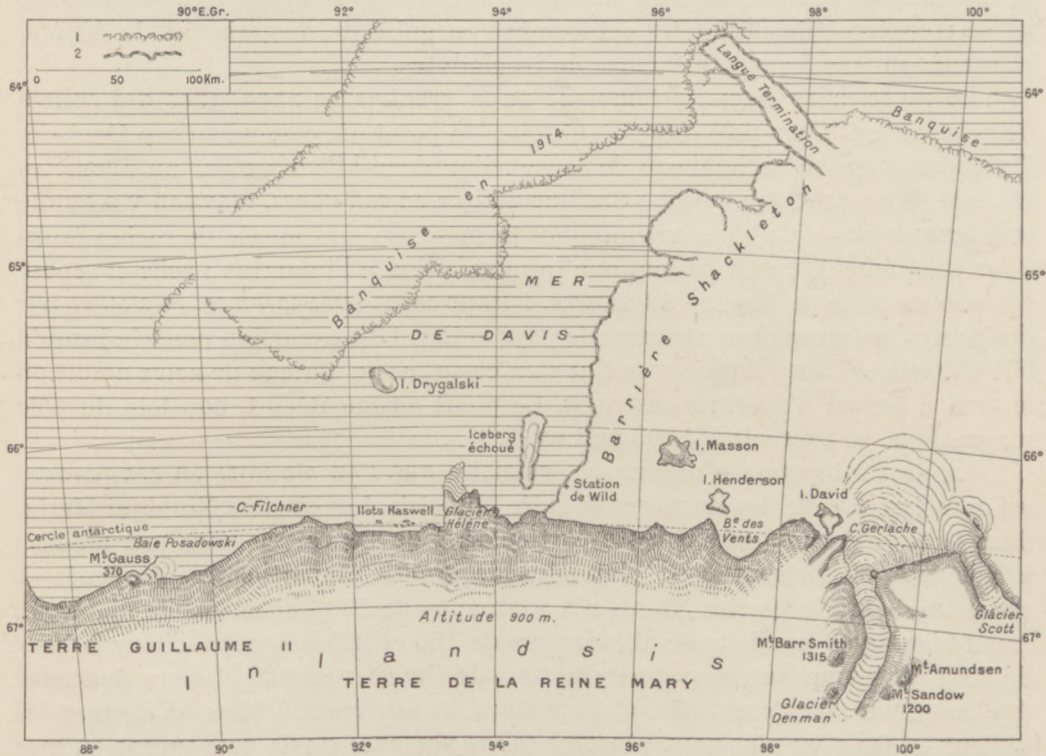 90°E.Gr.
92°
94°
96°
98°
100°
1
2
0
50
100Km.
64°
64°
Langue Termination
Banquise
Banquise en 1914
Barrière Shackleton
65°
65°
MER
DE DAVIS
I. Drygalski
66°
66°
Iceberg
échoué
I. Masson
Station
de Wild
I. Henderson
I. David
C. Filchner
Ilots Haswell
Glacier
Hélène
Bᵉ des
Vents
C. Gerlache
Cercle antarctique
Baie Posadowski
Mᵗ Gauss
370
Altitude 900 m.
Glacier
Scott
67°
67°
TERRE GUILLAUME II
Inlandsis
TERRE DE LA REINE MARY
Mᵗ Barr Smith
1315
Mᵗ Amundsen
Mᵗ Sandow
1200
Glacier
Denman
88°
90°
92°
94°
96°
98°
100°